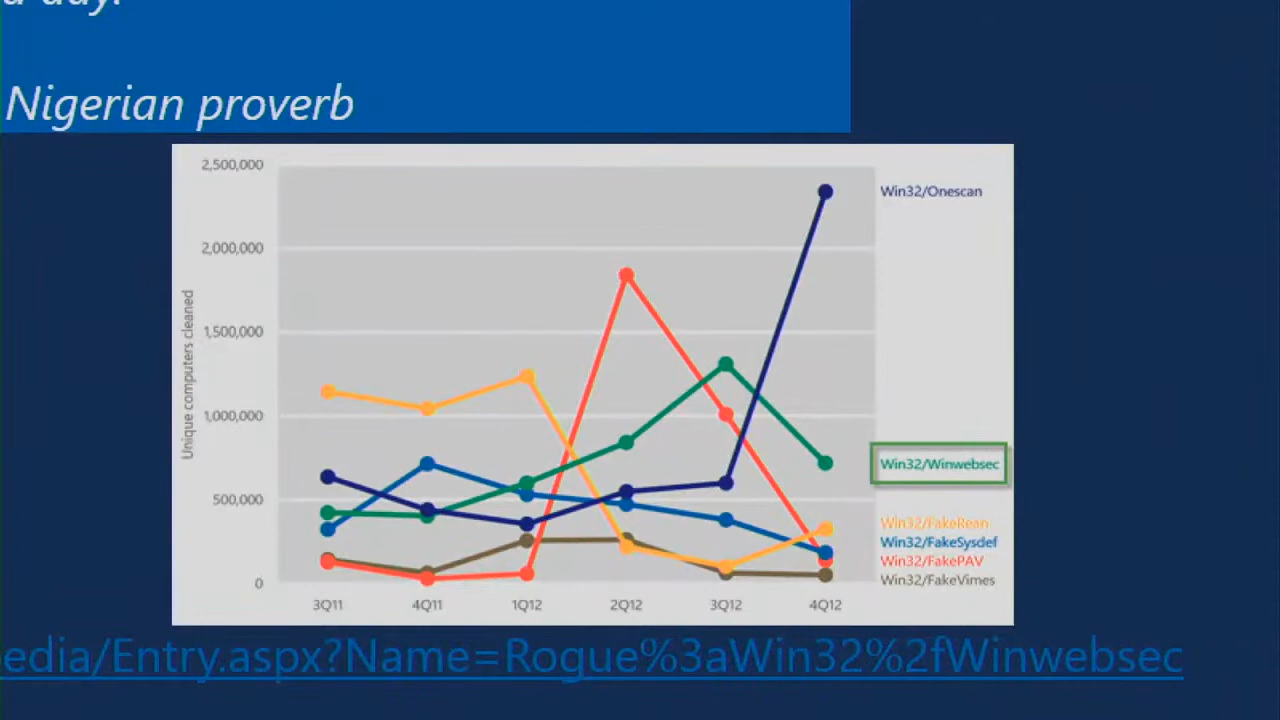 a day.
Nigerian proverb
2,500,000
Win32/Onescan
2,000,000
1,500,000
Unique computers cleaned
1,000,000
Win32/Winwebsec
500,000
Win32/FakeRean
Win32/FakeSysdef
Win32/FakePAV
Win32/FakeVimes
0
3Q11 4Q11 1Q12 2Q12 3Q12 4Q12
edia/Entry.aspx?Name=Rogue%3aWin32%2fWinwebsec